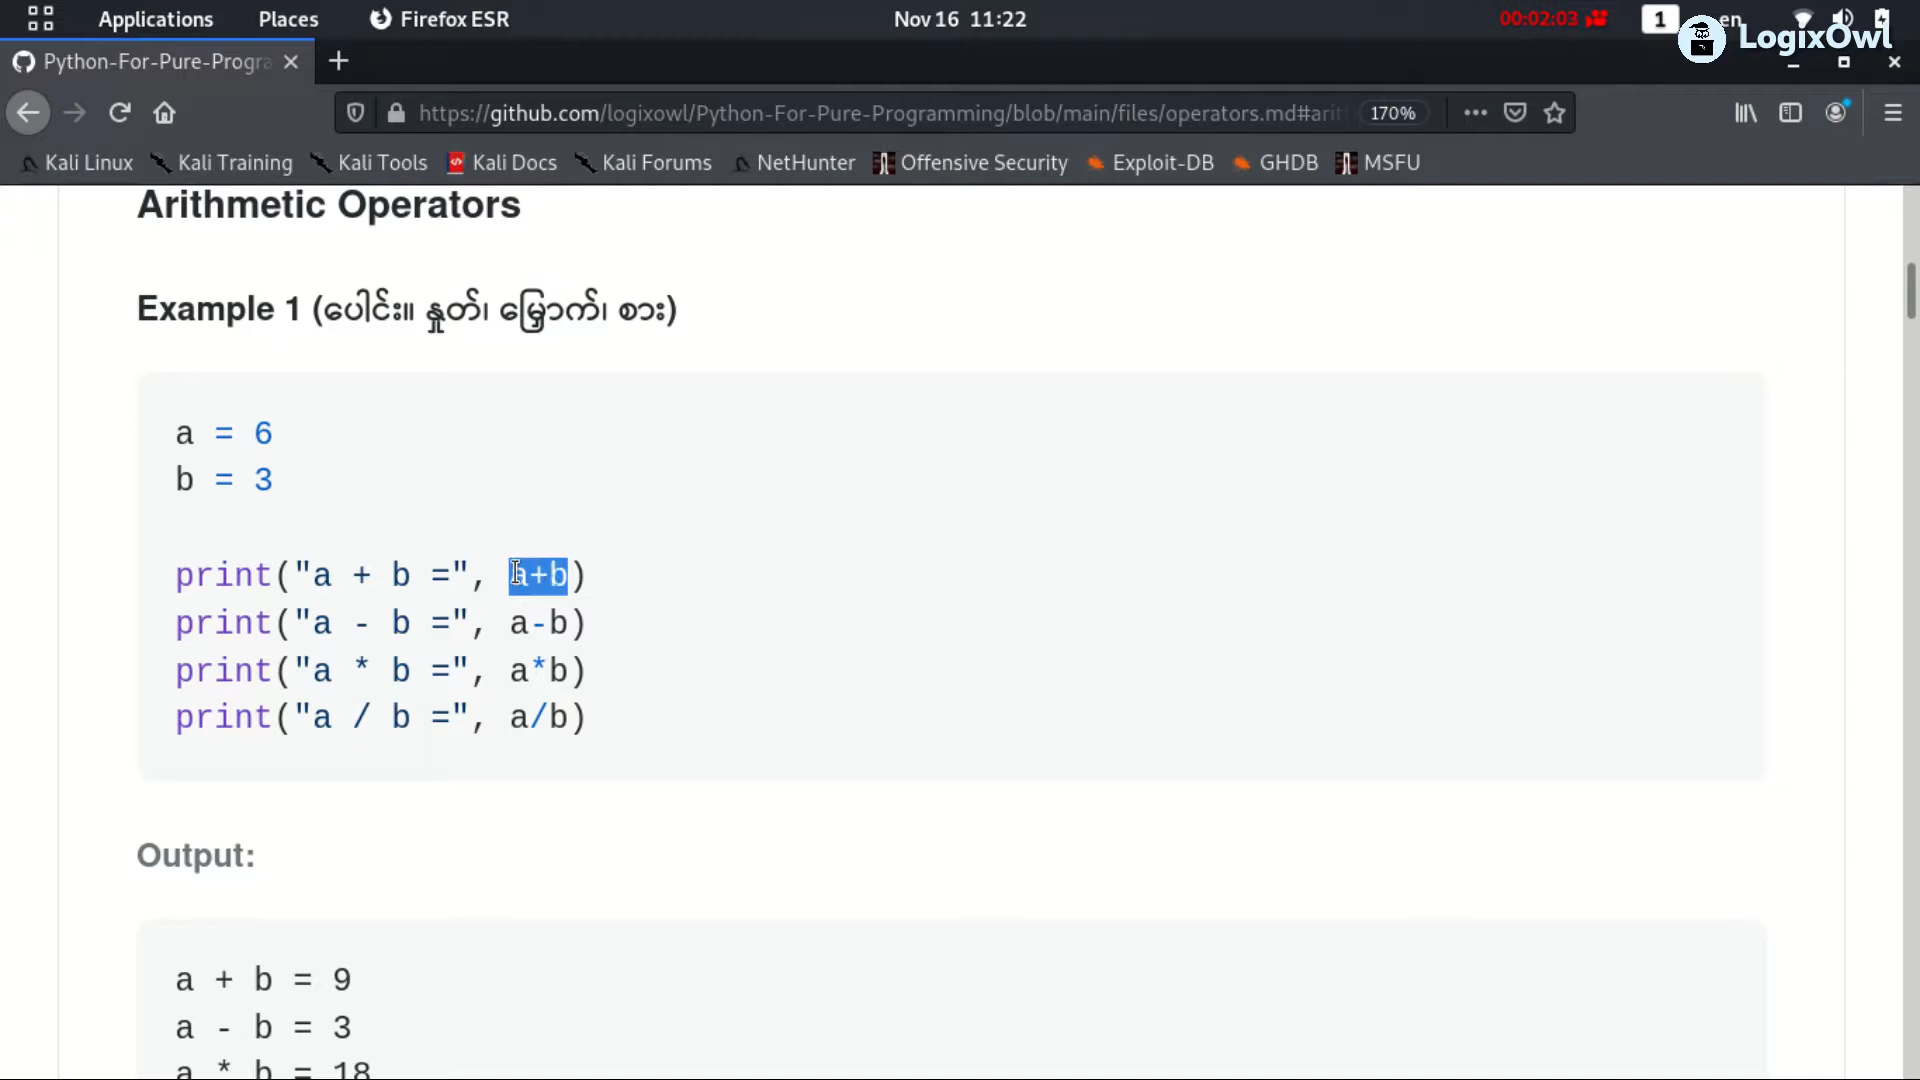 Applications Places Firefox ESR Nov 16 11:22 00:02:03 1 en
LogixOwl
Python-For-Pure-Progra
https://github.com/logixowl/Python-For-Pure-Programming/blob/main/files/operators.md#arit 170%
Kali Linux Kali Training Kali Tools Kali Docs Kali Forums NetHunter Offensive Security Exploit-DB GHDB MSFU
Arithmetic Operators
Example 1 (ပေါင်း။ နှုတ်၊ မြှောက်၊ စား)
a = 6
b = 3
print("a + b =", a+b)
print("a - b =", a-b)
print("a * b =", a*b)
print("a / b =", a/b)
Output:
a + b = 9
a - b = 3
a * b = 18